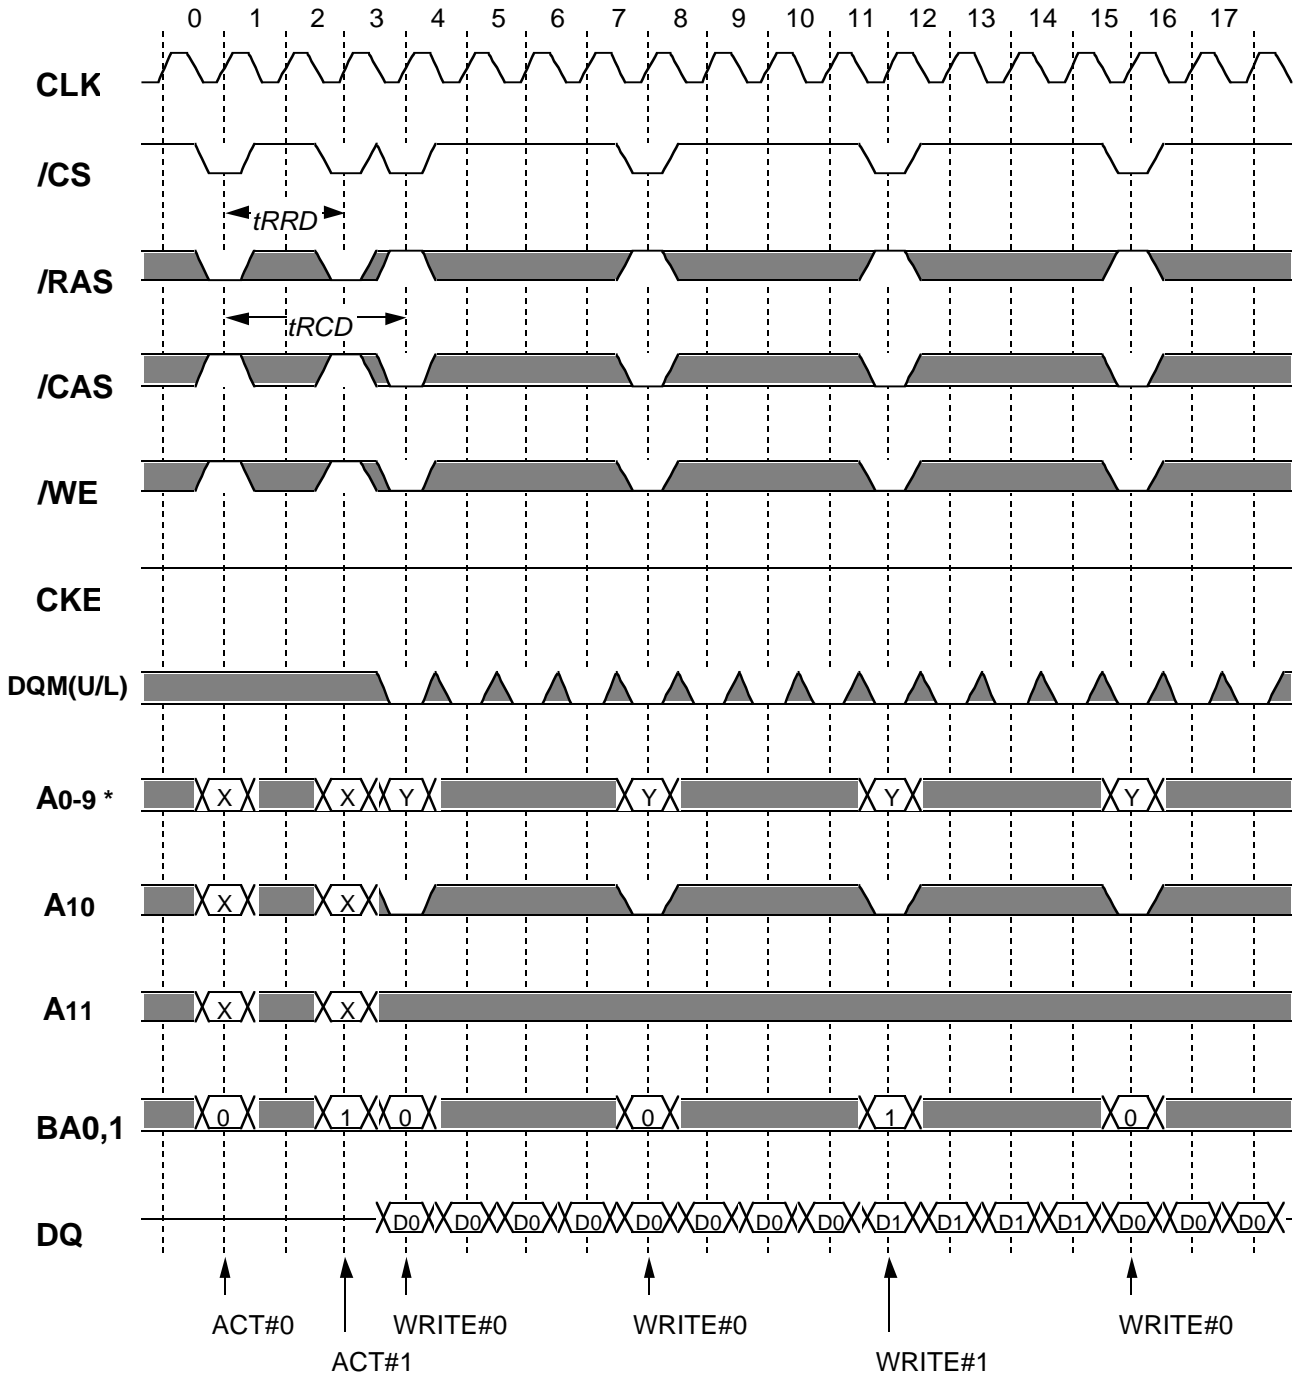 0 1 2 3 4 5 6 7 8 9 10 11 12 13 14 15 16 17
CLK
/CS
tRRD
/RAS
tRCD
/CAS
/WE
CKE
DQM(U/L)
A0-9 * X X Y Y Y Y
A10 X X
A11 X X
BA0,1 0 1 0 0 1 0
DQ D0 D0 D0 D0 D0 D0 D0 D0 D1 D1 D1 D1 D0 D0 D0
ACT#0 WRITE#0 WRITE#0 WRITE#0
ACT#1 WRITE#1